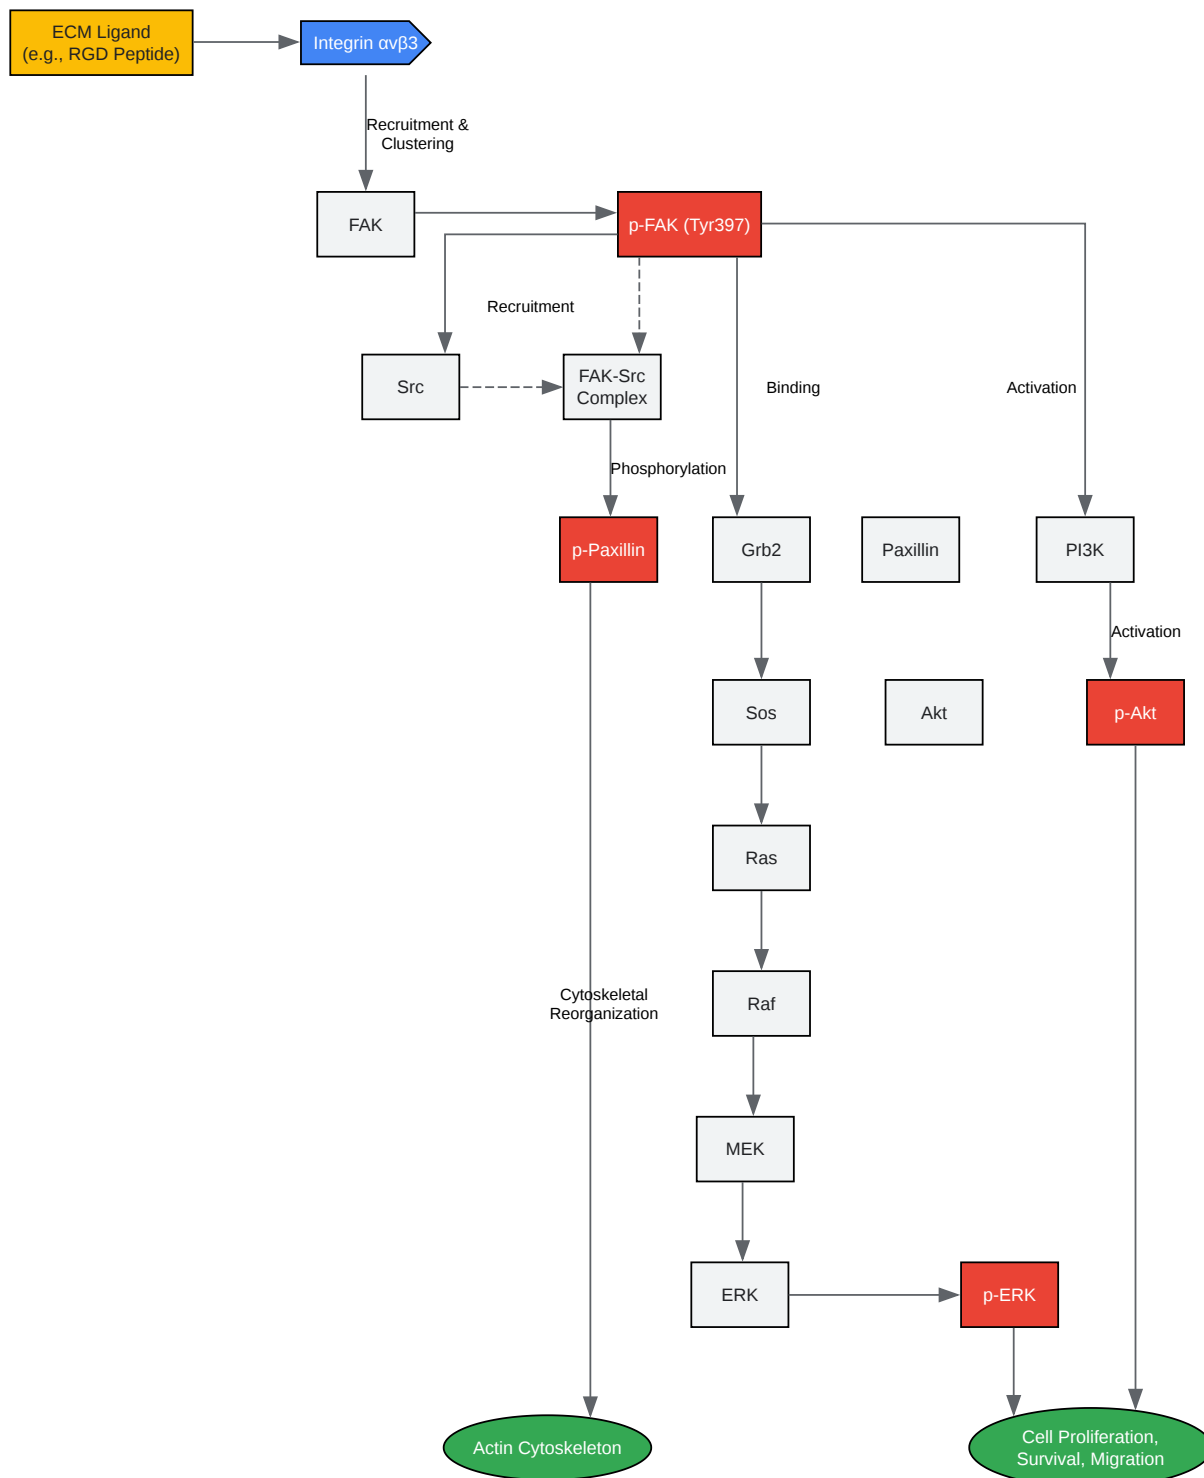 ECM Ligand
(e.g., RGD Peptide)
Integrin αvβ3
Recruitment &
Clustering
FAK
p-FAK (Tyr397)
Recruitment
Src
FAK-Src
Complex
Binding
Activation
Phosphorylation
p-Paxillin
Grb2
Paxillin
PI3K
Activation
Sos
Akt
p-Akt
Ras
Cytoskeletal
Reorganization
Raf
MEK
ERK
p-ERK
Actin Cytoskeleton
Cell Proliferation,
Survival, Migration